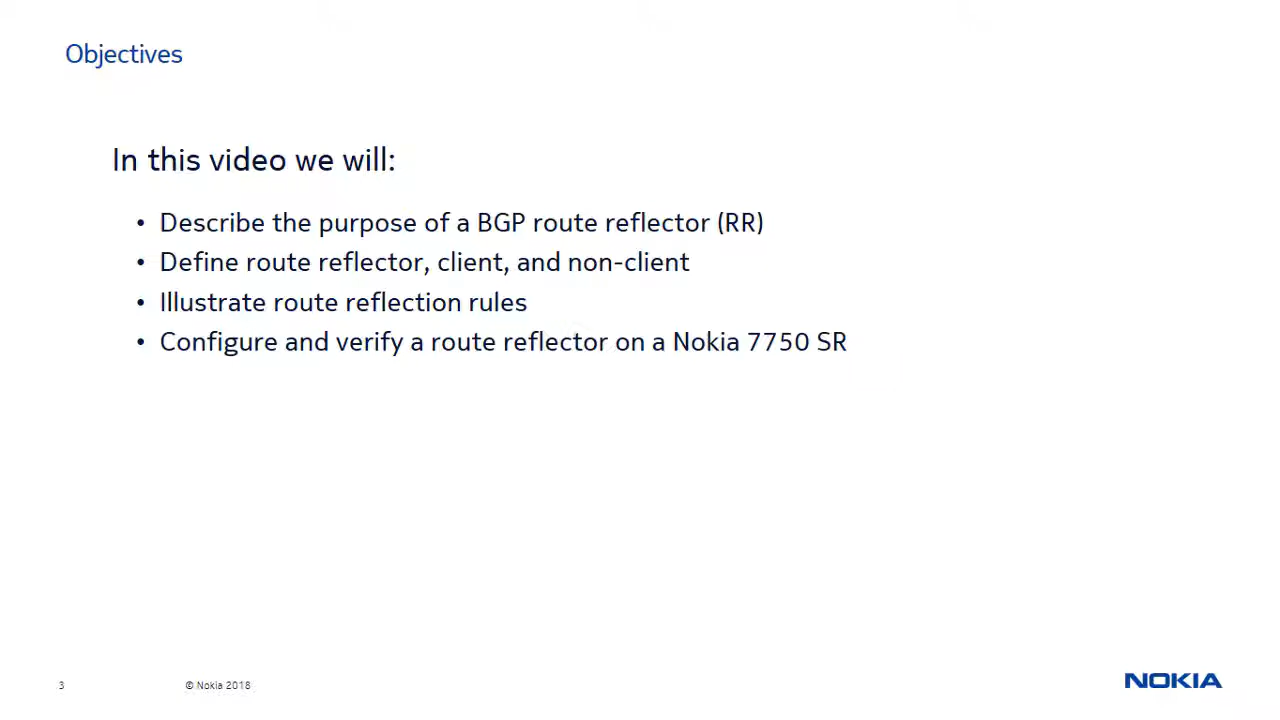 Objectives
In this video we will:
• Describe the purpose of a BGP route reflector (RR)
• Define route reflector, client, and non-client
• Illustrate route reflection rules
• Configure and verify a route reflector on a Nokia 7750 SR
3
© Nokia 2018
NOKIA